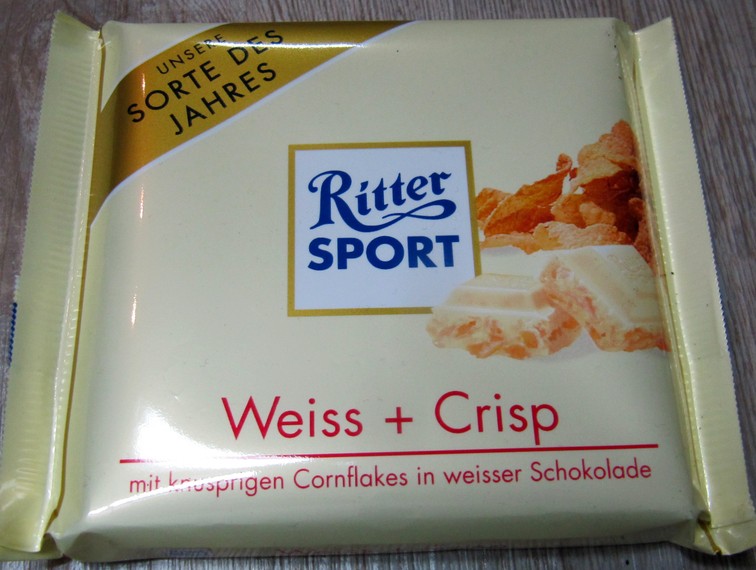 UNSERE
SORTE DES
JAHRES
Ritter
SPORT
Weiss + Crisp
mit knusprigen Cornflakes in weisser Schokolade